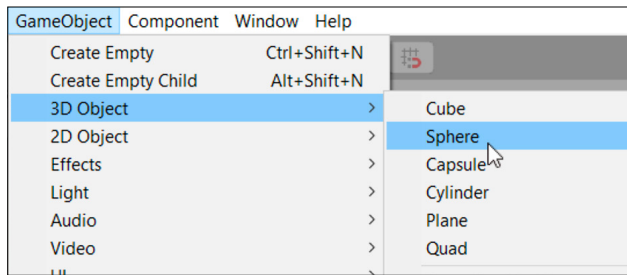 GameObject Component Window Help
Create Empty Ctrl+Shift+N
Create Empty Child Alt+Shift+N
3D Object >
2D Object >
Effects >
Light >
Audio >
Video >
Cube
Sphere
Capsule
Cylinder
Plane
Quad